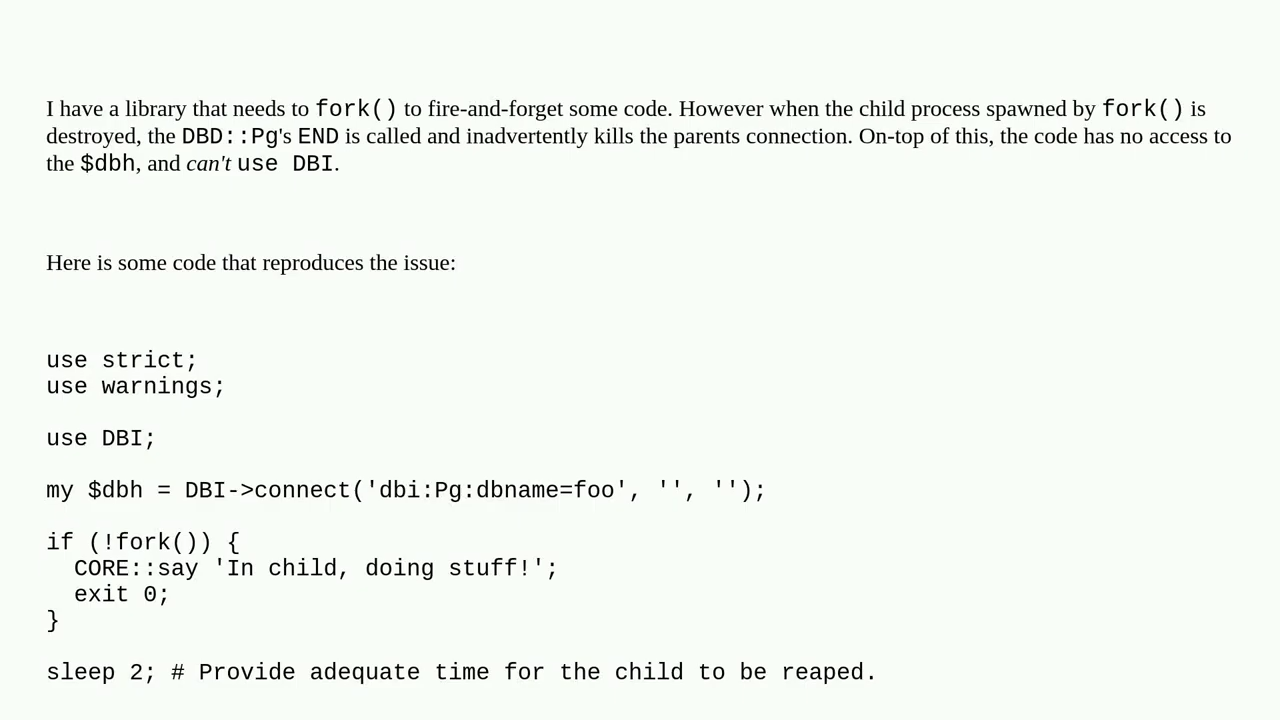 I have a library that needs to fork() to fire-and-forget some code. However when the child process spawned by fork() is
destroyed, the DBD::Pg's END is called and inadvertently kills the parents connection. On-top of this, the code has no access to
the $dbh, and can't use DBI.
Here is some code that reproduces the issue:
use strict;
use warnings;
use DBI;
my $dbh = DBI->connect('dbi:Pg:dbname=foo', '', '');
if (!fork()) {
  CORE::say 'In child, doing stuff!';
  exit 0;
}
sleep 2; # Provide adequate time for the child to be reaped.